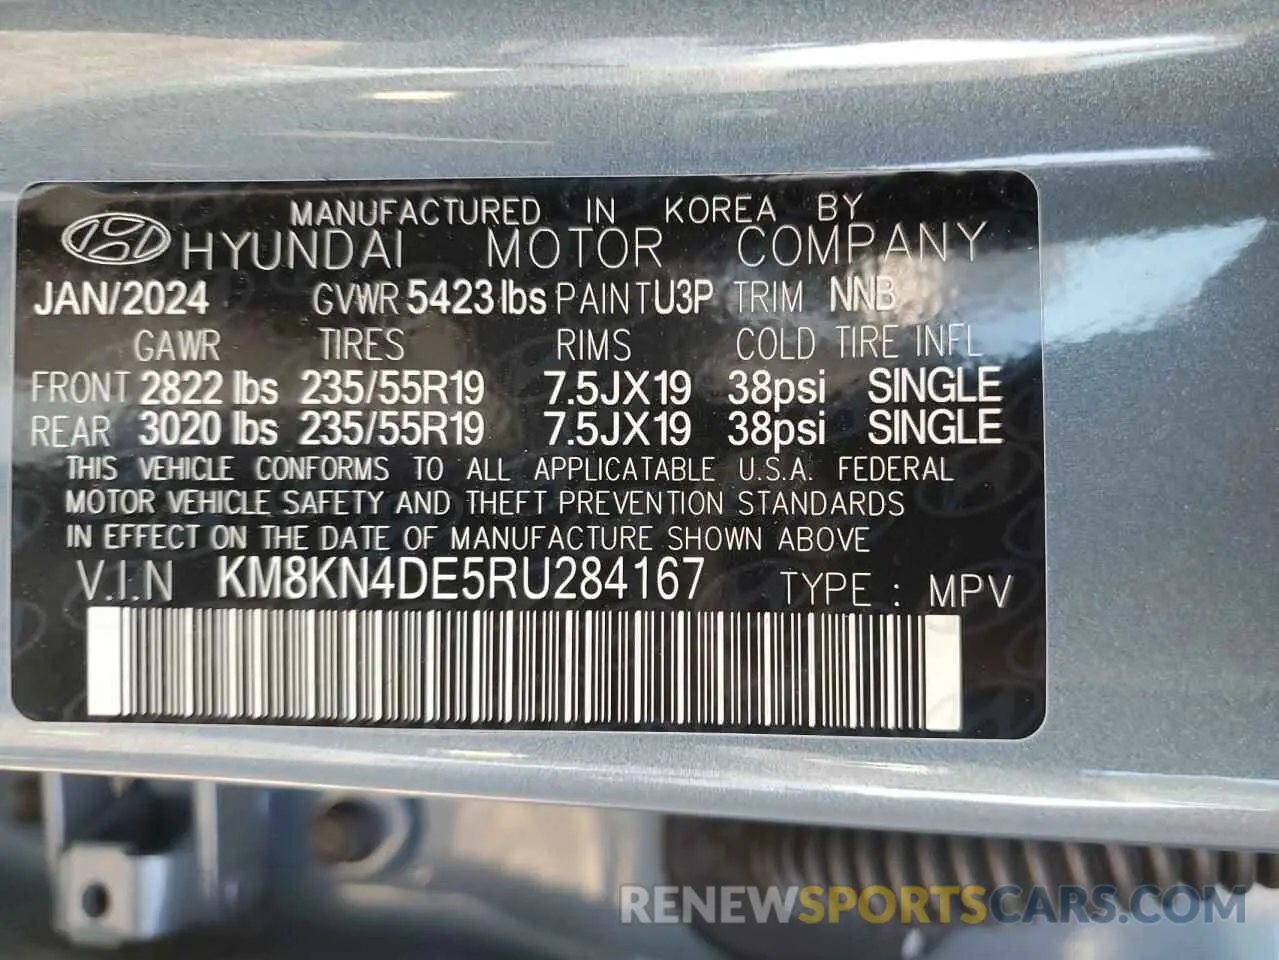 MANUFACTURED IN KOREA BY
HYUNDAI MOTOR COMPANY
JAN/2024 GVWR 5423 lbs PAINT U3P TRIM NNB
GAWR TIRES RIMS COLD TIRE INFL
FRONT 2822 lbs 235/55R19 7.5JX19 38psi SINGLE
REAR 3020 lbs 235/55R19 7.5JX19 38psi SINGLE
THIS VEHICLE CONFORMS TO ALL APPLICATABLE U.S.A. FEDERAL
MOTOR VEHICLE SAFETY AND THEFT PREVENTION STANDARDS
IN EFFECT ON THE DATE OF MANUFACTURE SHOWN ABOVE
V.I.N KM8KN4DE5RU284167 TYPE : MPV
RENEWSPORTSCARS.COM